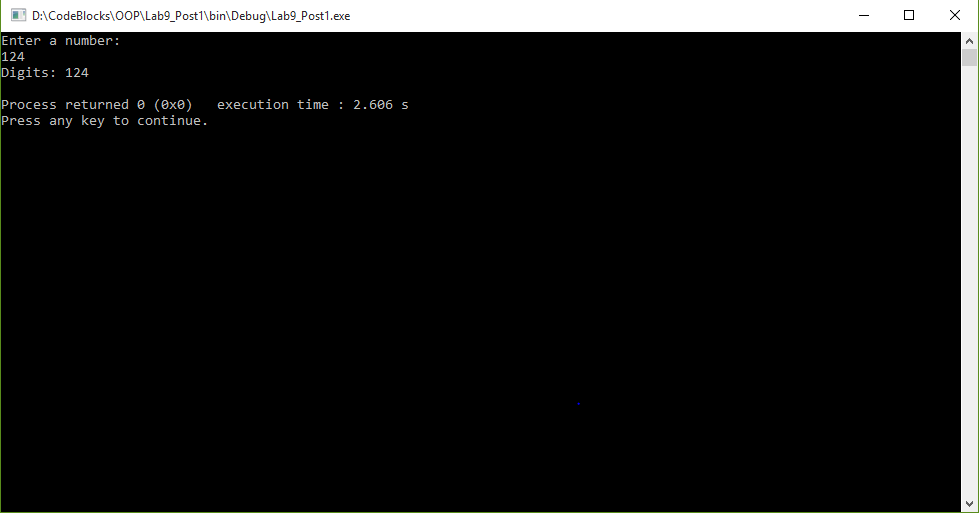 D:\CodeBlocks\OOP\Lab9_Post1\bin\Debug\Lab9_Post1.exe
Enter a number:
124
Digits: 124
Process returned 0 (0x0)   execution time : 2.606 s
Press any key to continue.